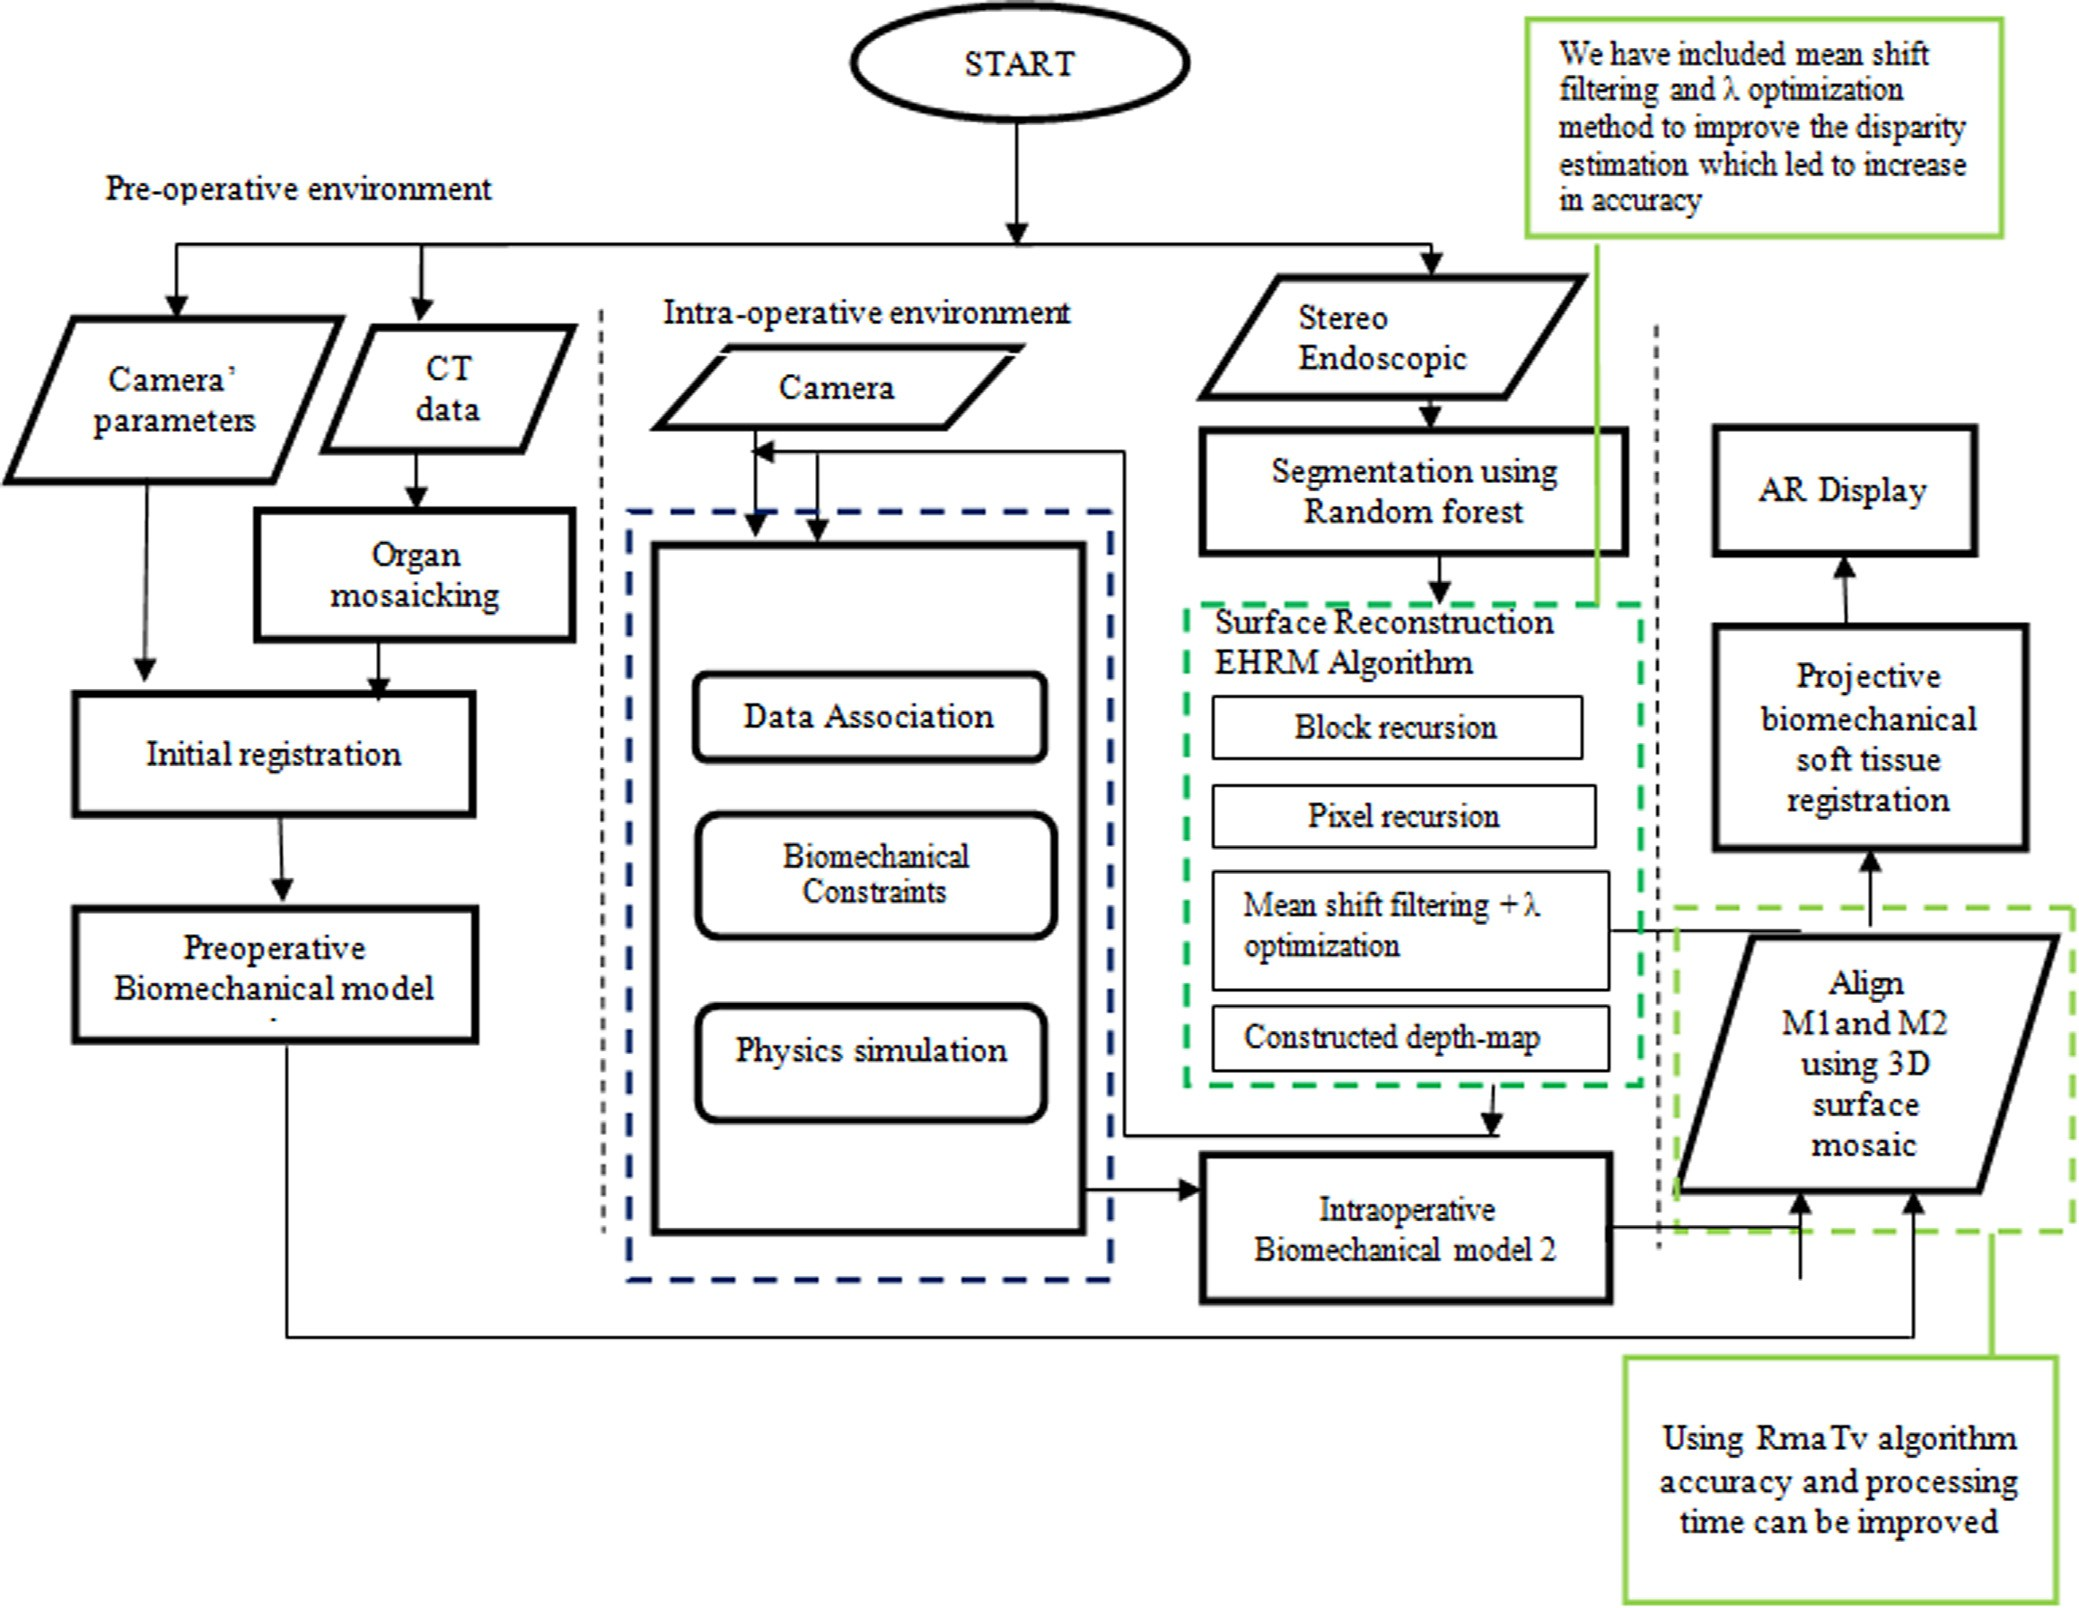 START
We have included mean shift
filtering and λ optimization
method to improve the disparity
estimation which led to increase
in accuracy
Pre-operative environment
Camera’
parameters
CT
data
Organ
mosaicking
Initial registration
Preoperative
Biomechanical model
Intra-operative environment
Camera
Data Association
Biomechanical
Constraints
Physics simulation
Stereo
Endoscopic
Segmentation using
Random forest
Surface Reconstruction
EHRM Algorithm
Block recursion
Pixel recursion
Mean shift filtering + λ
optimization
Constructed depth-map
Intraoperative
Biomechanical model 2
AR Display
Projective
biomechanical
soft tissue
registration
Align
M1and M2
using 3D
surface
mosaic
Using RmaTv algorithm
accuracy and processing
time can be improved